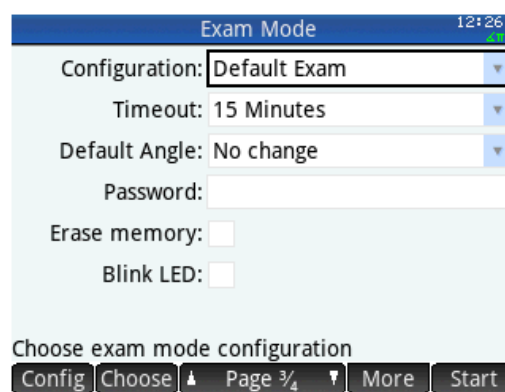 Exam Mode 12:26
∡π
Configuration: Default Exam
Timeout: 15 Minutes
Default Angle: No change
Password:
Erase memory:
Blink LED:
Choose exam mode configuration
Config Choose Page ¾ More Start